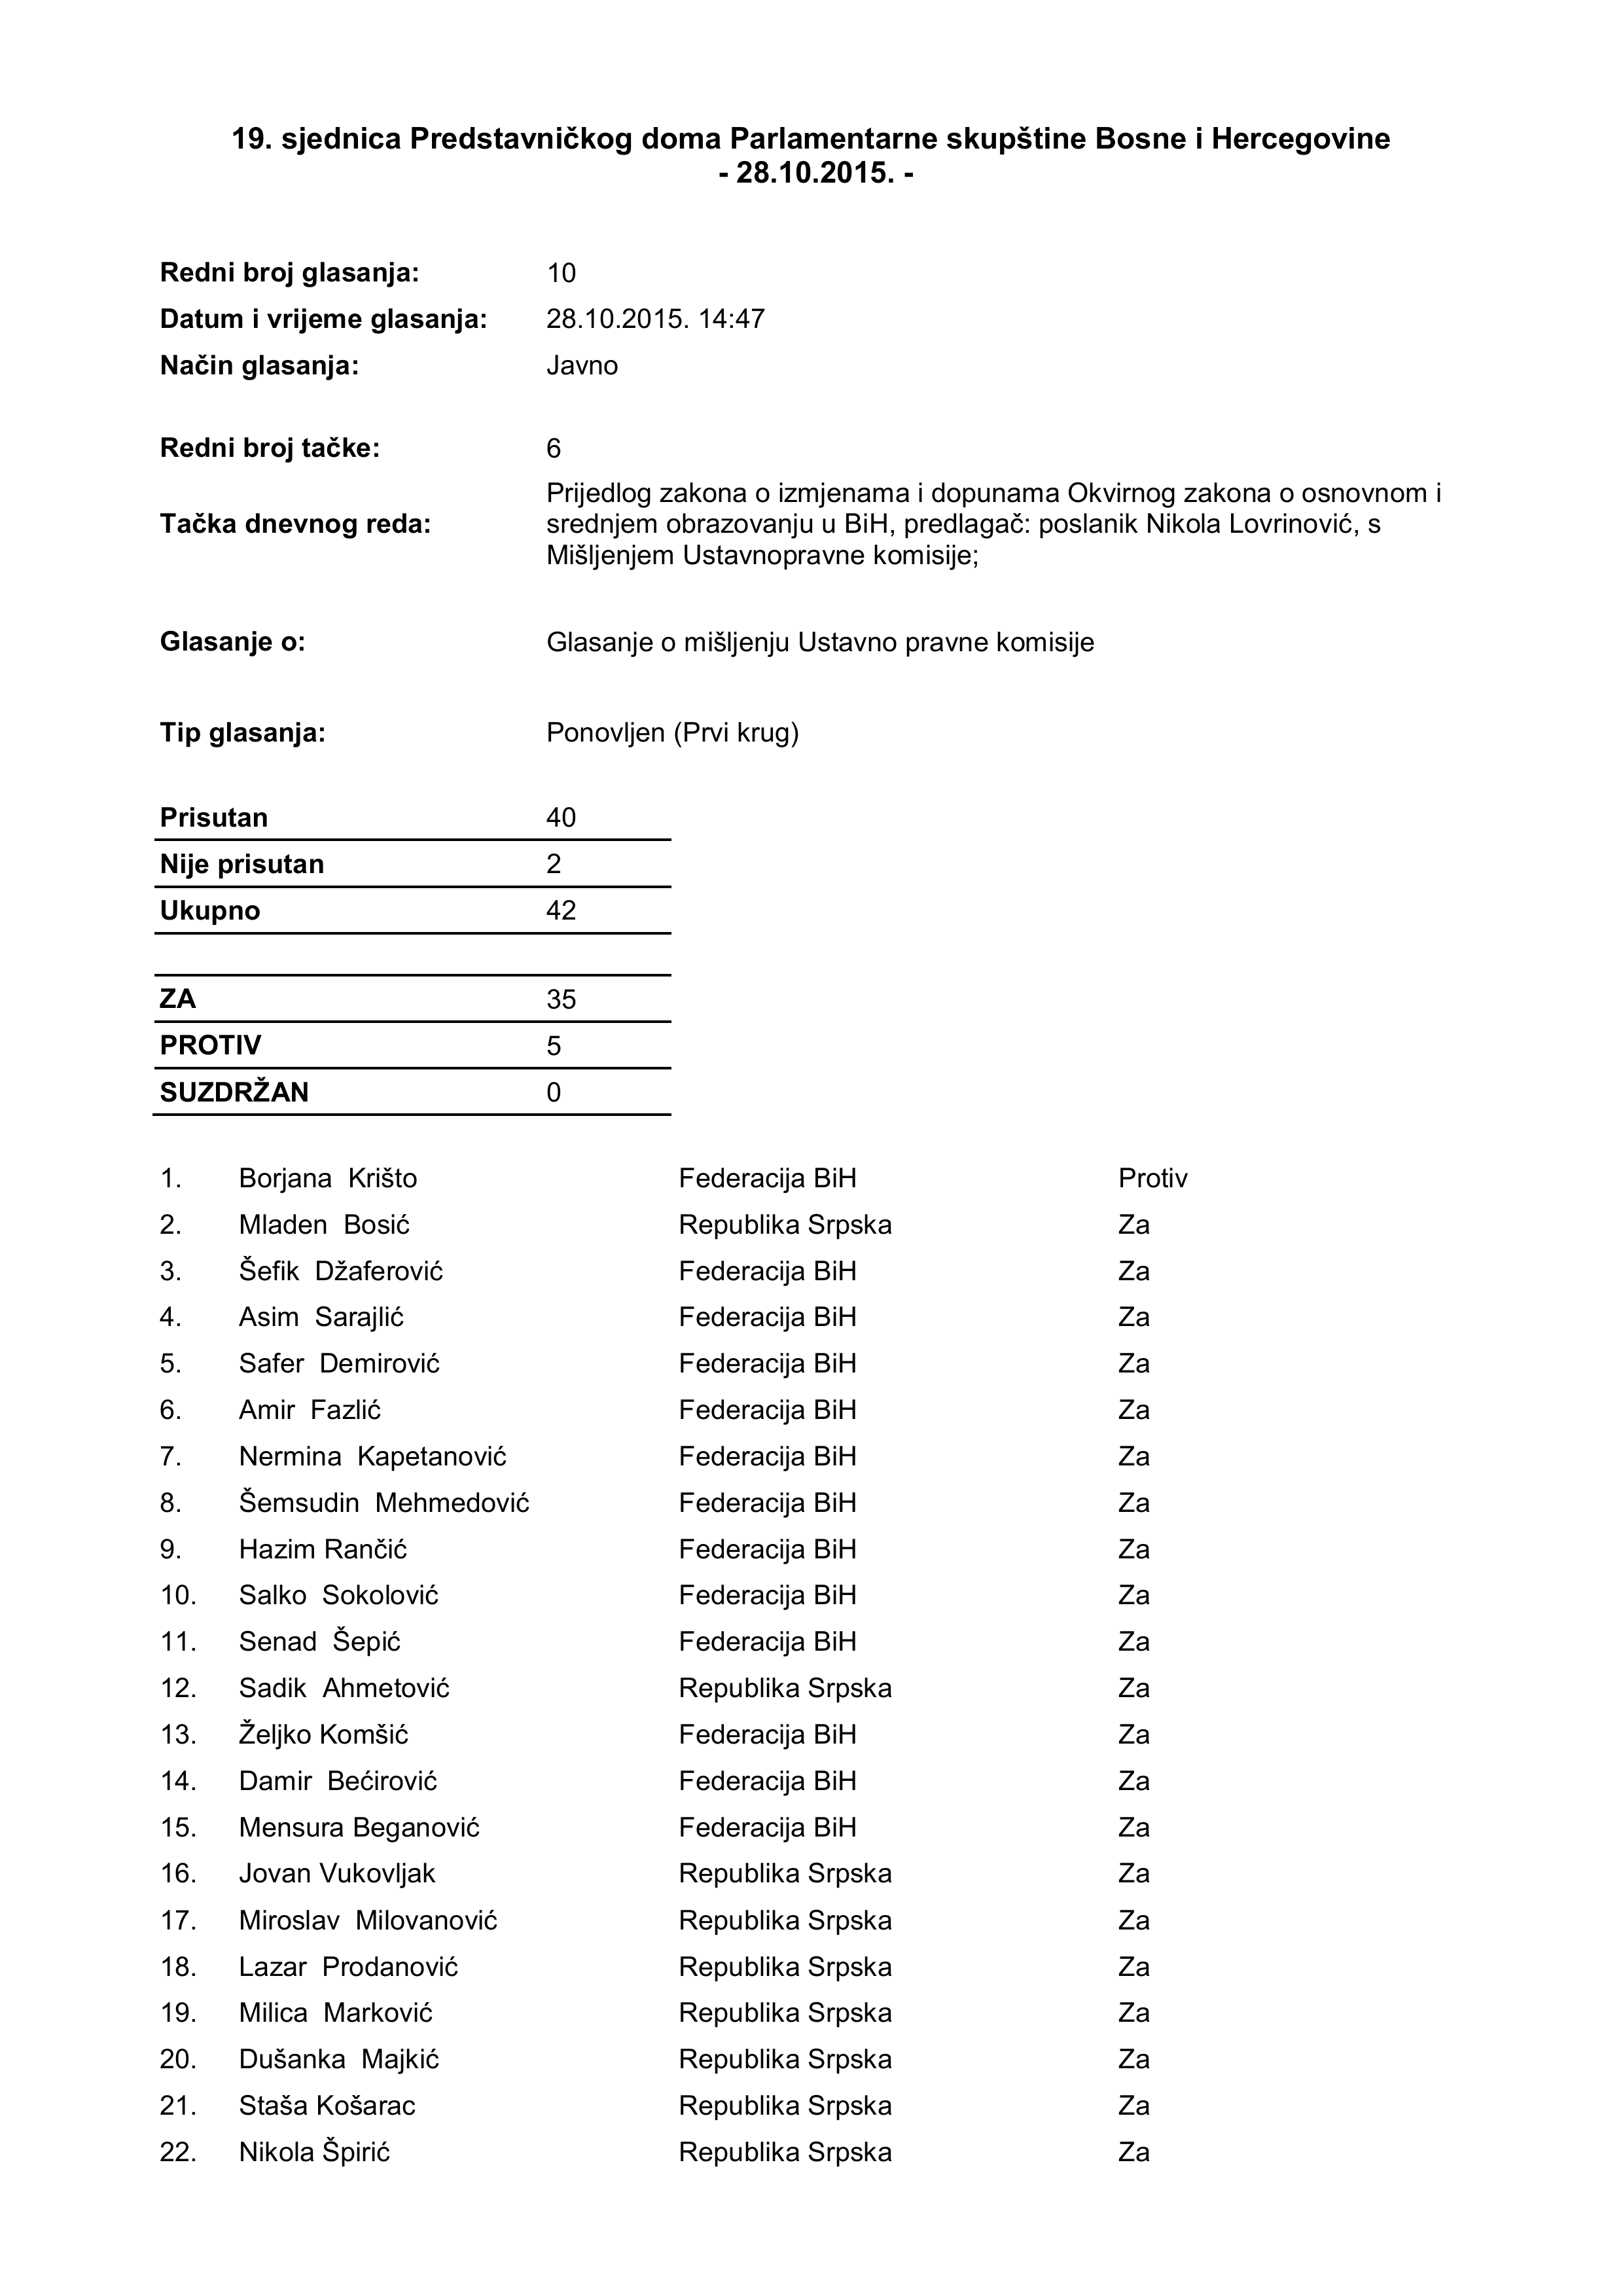 19. sjednica Predstavničkog doma Parlamentarne skupštine Bosne i Hercegovine
- 28.10.2015. -
Redni broj glasanja: 10
Datum i vrijeme glasanja: 28.10.2015. 14:47
Način glasanja: Javno
Redni broj tačke: 6
Tačka dnevnog reda: Prijedlog zakona o izmjenama i dopunama Okvirnog zakona o osnovnom i
srednjem obrazovanju u BiH, predlagač: poslanik Nikola Lovrinović, s
Mišljenjem Ustavnopravne komisije;
Glasanje o: Glasanje o mišljenju Ustavno pravne komisije
Tip glasanja: Ponovljen (Prvi krug)
Prisutan 40
Nije prisutan 2
Ukupno 42
ZA 35
PROTIV 5
SUZDRŽAN 0
1. Borjana Krišto Federacija BiH Protiv
2. Mladen Bosić Republika Srpska Za
3. Šefik Džaferović Federacija BiH Za
4. Asim Sarajlić Federacija BiH Za
5. Safer Demirović Federacija BiH Za
6. Amir Fazlić Federacija BiH Za
7. Nermina Kapetanović Federacija BiH Za
8. Šemsudin Mehmedović Federacija BiH Za
9. Hazim Rančić Federacija BiH Za
10. Salko Sokolović Federacija BiH Za
11. Senad Šepić Federacija BiH Za
12. Sadik Ahmetović Republika Srpska Za
13. Željko Komšić Federacija BiH Za
14. Damir Bećirović Federacija BiH Za
15. Mensura Beganović Federacija BiH Za
16. Jovan Vukovljak Republika Srpska Za
17. Miroslav Milovanović Republika Srpska Za
18. Lazar Prodanović Republika Srpska Za
19. Milica Marković Republika Srpska Za
20. Dušanka Majkić Republika Srpska Za
21. Staša Košarac Republika Srpska Za
22. Nikola Špirić Republika Srpska Za